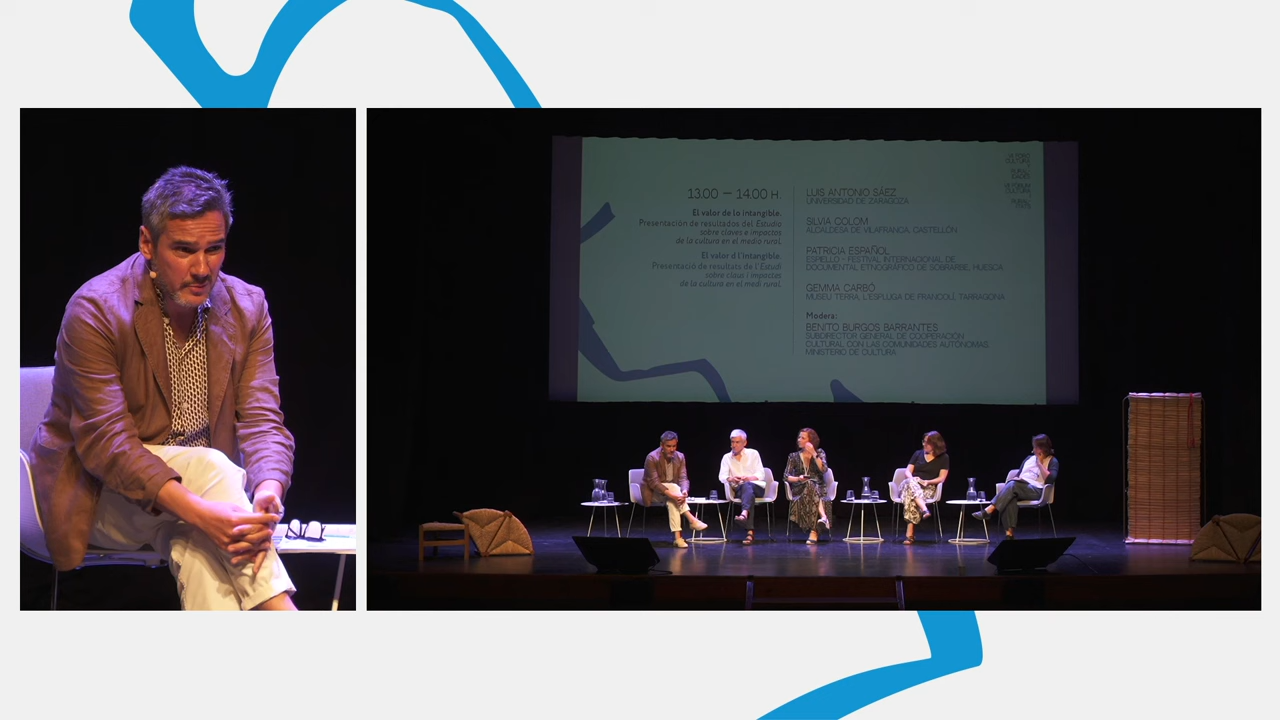 13.00 — 14.00 H.
El valor de lo intangible.
Presentación de resultados del Estudio
sobre claves e impactos
de la cultura en el medio rural.
El valor d l'intangible.
Presentació de resultats de l'Estudi
sobre claus i impactes
de la cultura en el medi rural.
LUIS ANTONIO SÁEZ
UNIVERSIDAD DE ZARAGOZA
SILVIA COLOM
ALCALDESA DE VILAFRANCA, CASTELLÓN
PATRICIA ESPAÑOL
ESPIELLO - FESTIVAL INTERNACIONAL DE
DOCUMENTAL ETNOGRÁFICO DE SOBRARBE, HUESCA
GEMMA CARBÓ
MUSEU TERRA, L'ESPLUGA DE FRANCOLÍ, TARRAGONA
Modera:
BENITO BURGOS BARRANTES
SUBDIRECTOR GENERAL DE COOPERACIÓN
CULTURAL CON LAS COMUNIDADES AUTÓNOMAS.
MINISTERIO DE CULTURA